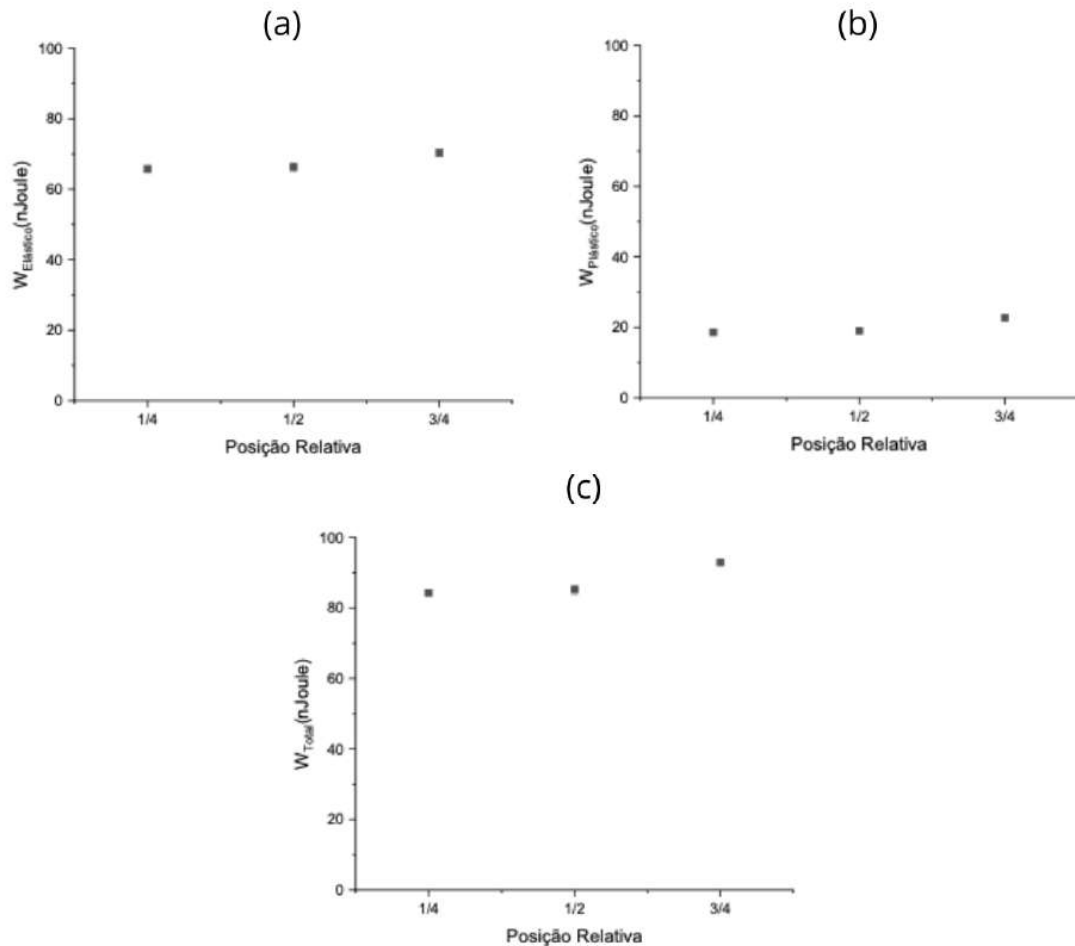 (a)
100
80
60
40
20
0
W_Elástico(nJoule)
1/4 1/2 3/4
Posição Relativa
(b)
100
80
60
40
20
0
W_Plástico(nJoule)
1/4 1/2 3/4
Posição Relativa
(c)
100
80
60
40
20
0
W_Total(nJoule)
1/4 1/2 3/4
Posição Relativa